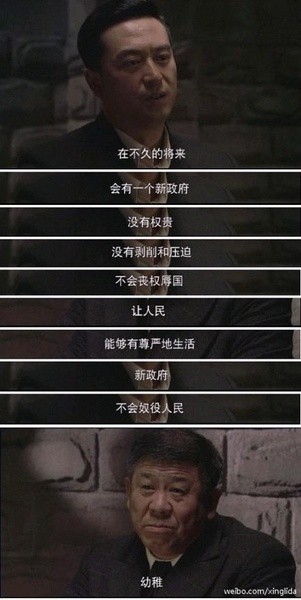 在不久的将来
会有一个新政府
没有权贵
没有剥削和压迫
不会丧权辱国
让人民
能够有尊严地生活
新政府
不会奴役人民
幼稚
weibo.com/xinglida